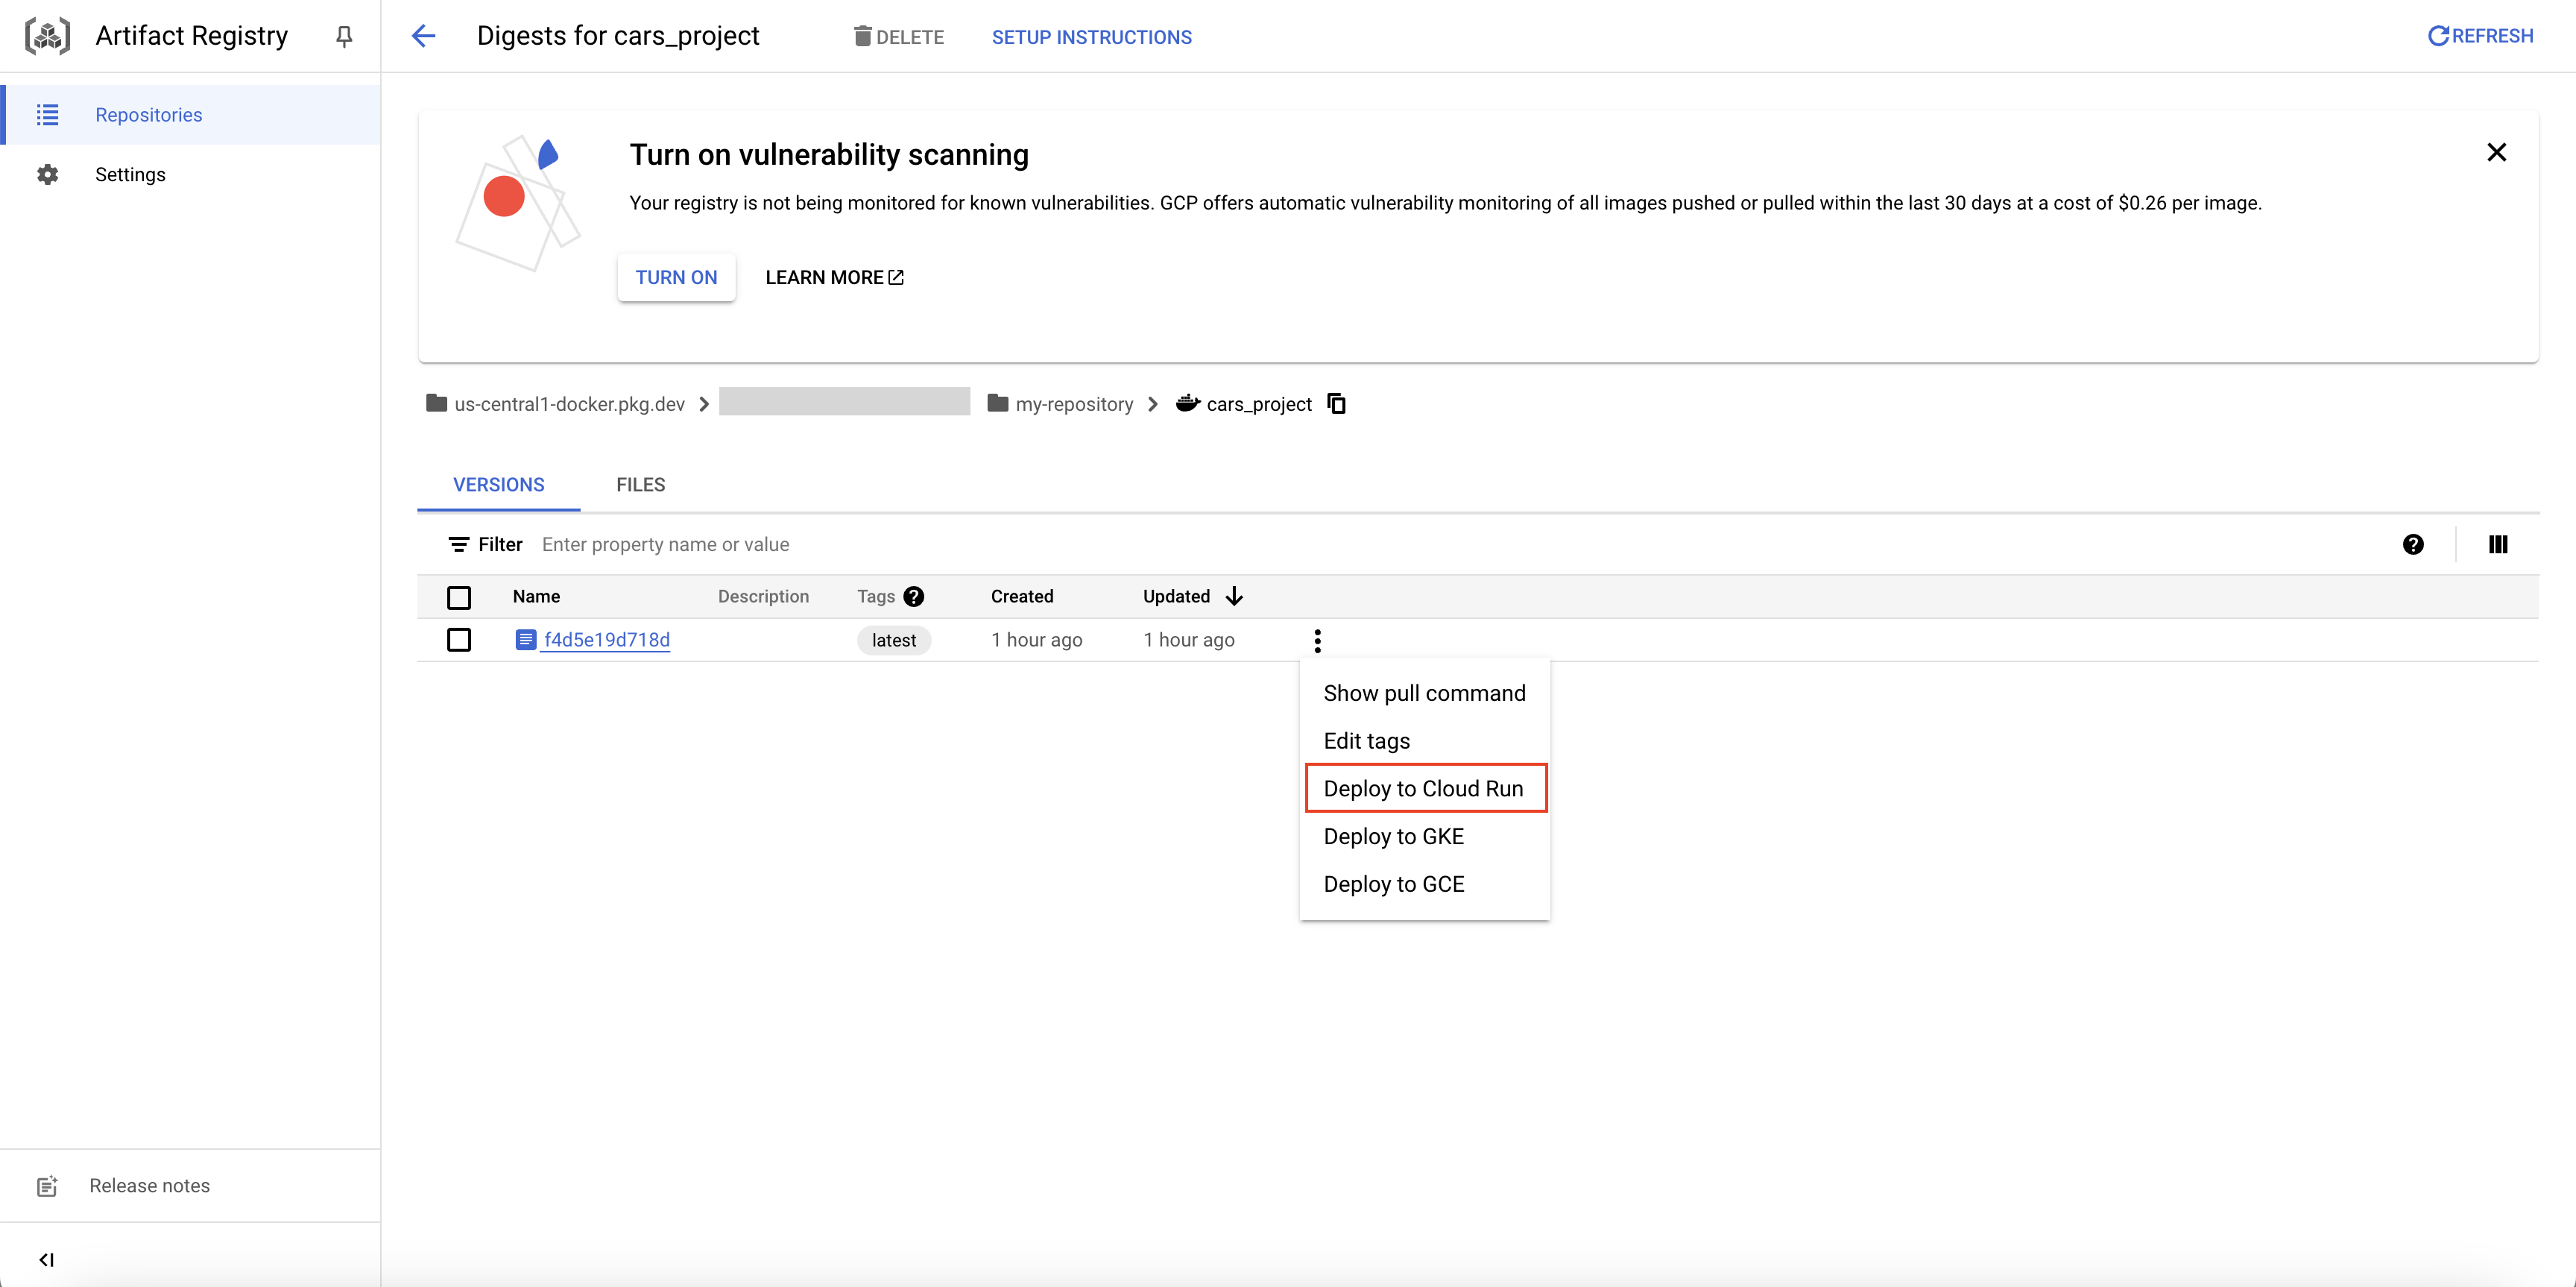 Artifact Registry
Digests for cars_project
DELETE
SETUP INSTRUCTIONS
REFRESH
Repositories
Settings
Turn on vulnerability scanning
Your registry is not being monitored for known vulnerabilities. GCP offers automatic vulnerability monitoring of all images pushed or pulled within the last 30 days at a cost of $0.26 per image.
TURN ON
LEARN MORE
us-central1-docker.pkg.dev
my-repository
cars_project
VERSIONS
FILES
Filter
Enter property name or value
Name
Description
Tags
Created
Updated
f4d5e19d718d
latest
1 hour ago
1 hour ago
Show pull command
Edit tags
Deploy to Cloud Run
Deploy to GKE
Deploy to GCE
Release notes